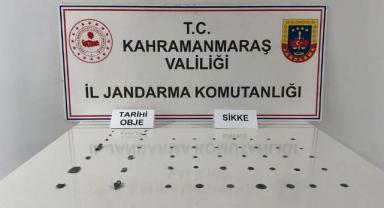 T.C.
KAHRAMANMARAŞ
VALİLİĞİ
İL JANDARMA KOMUTANLIĞI
TARİHİ
OBJE
SİKKE